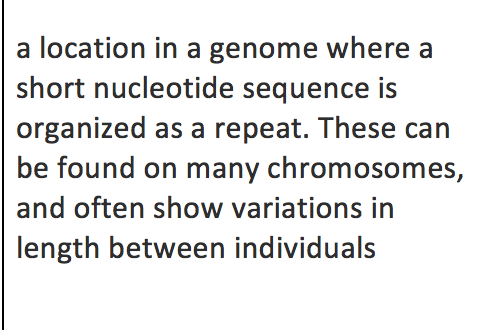 a location in a genome where a
short nucleotide sequence is
organized as a repeat. These can
be found on many chromosomes,
and often show variations in
length between individuals